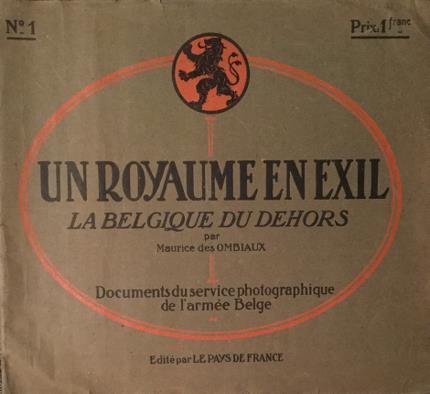 No 1
Prix.1 franc
UN ROYAUME EN EXIL
LA BELGIQUE DU DEHORS
par
Maurice des OMBIAUX
Documents du service photographique
de l'armée Belge
Edité par LE PAYS DE FRANCE